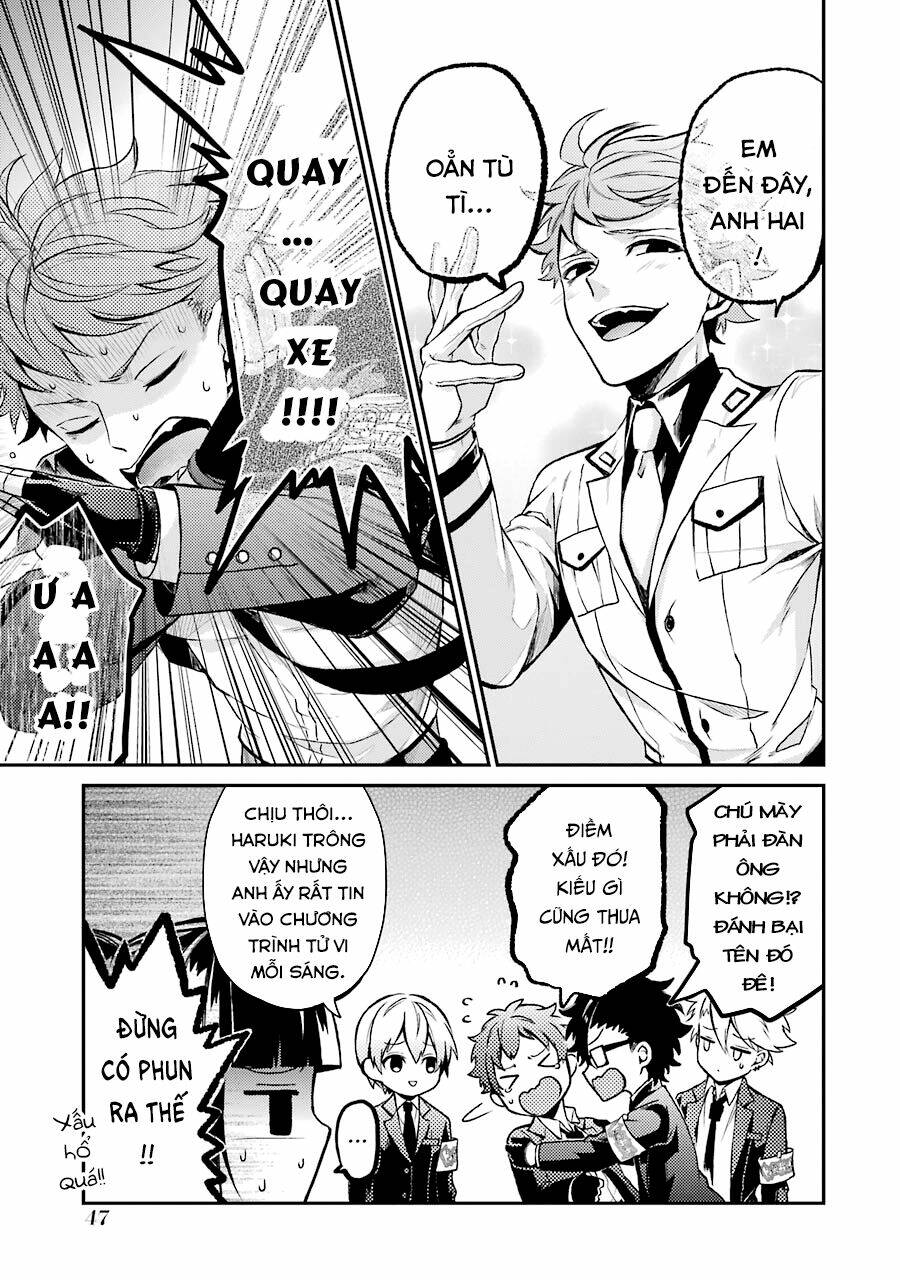 EM
ĐẾN ĐÂY,
ANH HAI
!
OẲN TÙ
TÌ...
QUAY
...
QUAY
XE
!!!!
Ư A
A A
A!!
CHÚ MÀY
PHẢI ĐÀN
ÔNG
KHÔNG!?
ĐÁNH BẠI
TÊN ĐÓ
ĐÊ!
ĐIỀM
XẤU ĐÓ!
KIỂU GÌ
CŨNG THUA
MẤT!!
CHỊU THÔI...
HARUKI TRÔNG
VẬY NHƯNG
ANH ẤY RẤT TIN
VÀO CHƯƠNG
TRÌNH TỬ VI
MỖI SÁNG.
...
ĐỪNG
CÓ PHUN
RA THẾ
!!
Xấu
hổ
quá!!
47